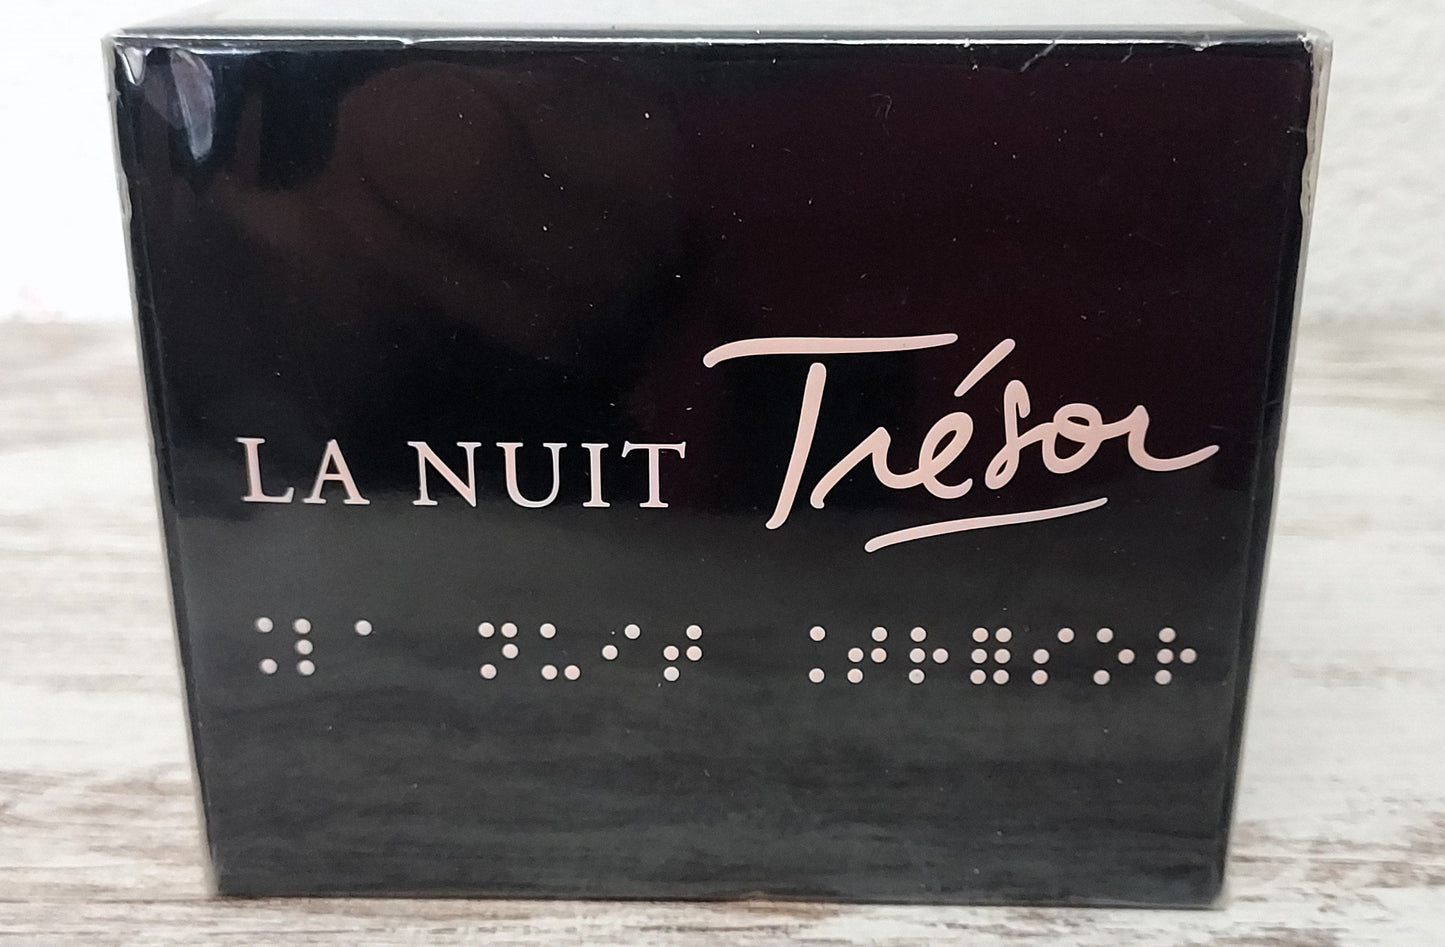 LA NUIT Trésor
⠨⠇⠁ ⠝⠥⠊⠞ ⠨⠞⠗⠿⠎⠕⠗